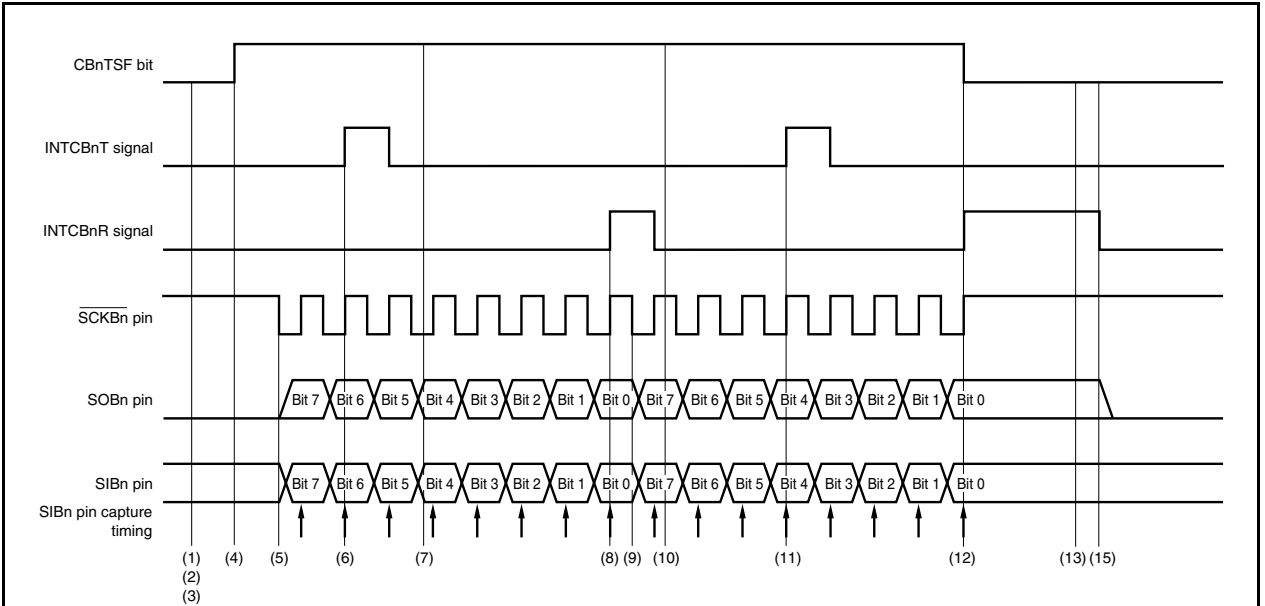 CBnTSF bit
INTCBnT signal
INTCBnR signal
SCKBn pin
SOBn pin
Bit 7 Bit 6 Bit 5 Bit 4 Bit 3 Bit 2 Bit 1 Bit 0 Bit 7 Bit 6 Bit 5 Bit 4 Bit 3 Bit 2 Bit 1 Bit 0
SIBn pin
Bit 7 Bit 6 Bit 5 Bit 4 Bit 3 Bit 2 Bit 1 Bit 0 Bit 7 Bit 6 Bit 5 Bit 4 Bit 3 Bit 2 Bit 1 Bit 0
SIBn pin capture
timing
(1) (4) (5) (6) (7) (8) (9) (10) (11) (12) (13) (15)
(2)
(3)